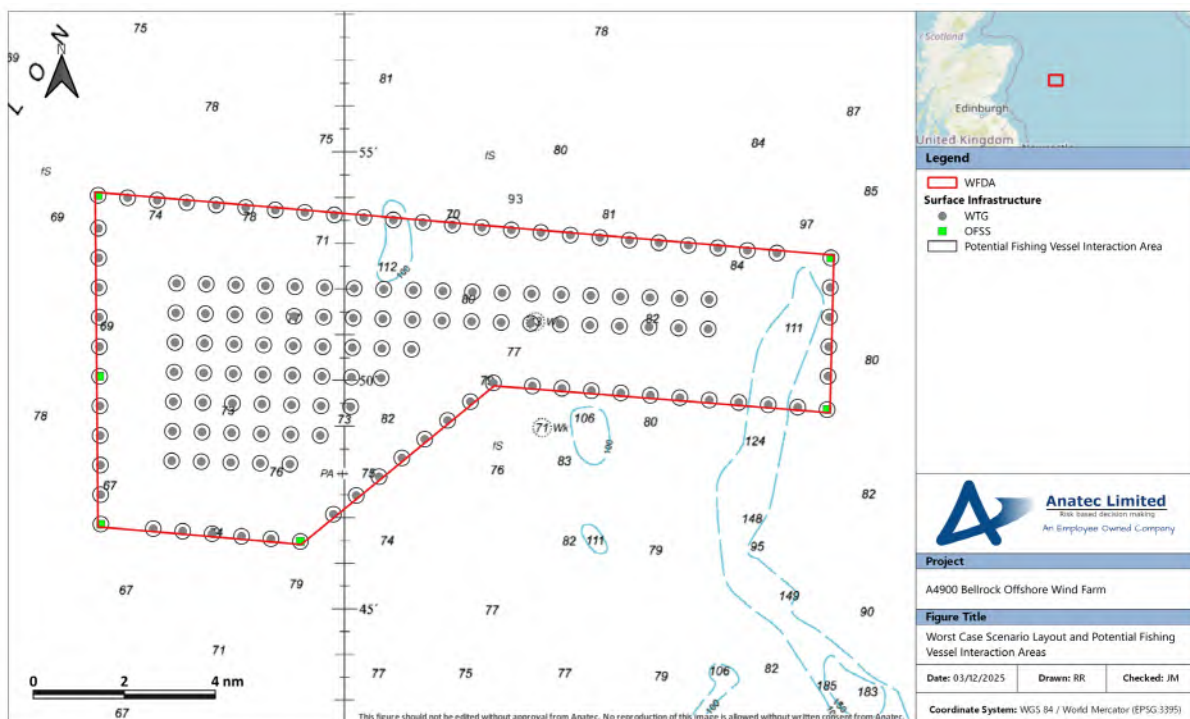 75
78
69
N
L O
81
78
87
75
84
55′
fS
80
fS
93
85
69
74
78
70
81
97
71
84
112
100
80
77
82
Wk
111
69
77
80
50′
79
78
73
73
82
106
80
71 Wk
124
fS
83
100
76
PA
75
76
67
82
148
74
82
111
79
95
79
67
149
45′
77
90
71
77
75
77
79
106
82
185
183
100
0 2 4 nm
67
This figure should not be edited without approval from Anatec. No reproduction of this image is allowed without written consent from Anatec.
Scotland
Edinburgh
United Kingdom
Legend
WFDA
Surface Infrastructure
WTG
OFSS
Potential Fishing Vessel Interaction Area
Anatec Limited
Risk based decision making
An Employee Owned Company
Project
A4900 Bellrock Offshore Wind Farm
Figure Title
Worst Case Scenario Layout and Potential Fishing
Vessel Interaction Areas
Date: 03/12/2025 Drawn: RR Checked: JM
Coordinate System: WGS 84 / World Mercator (EPSG 3395)